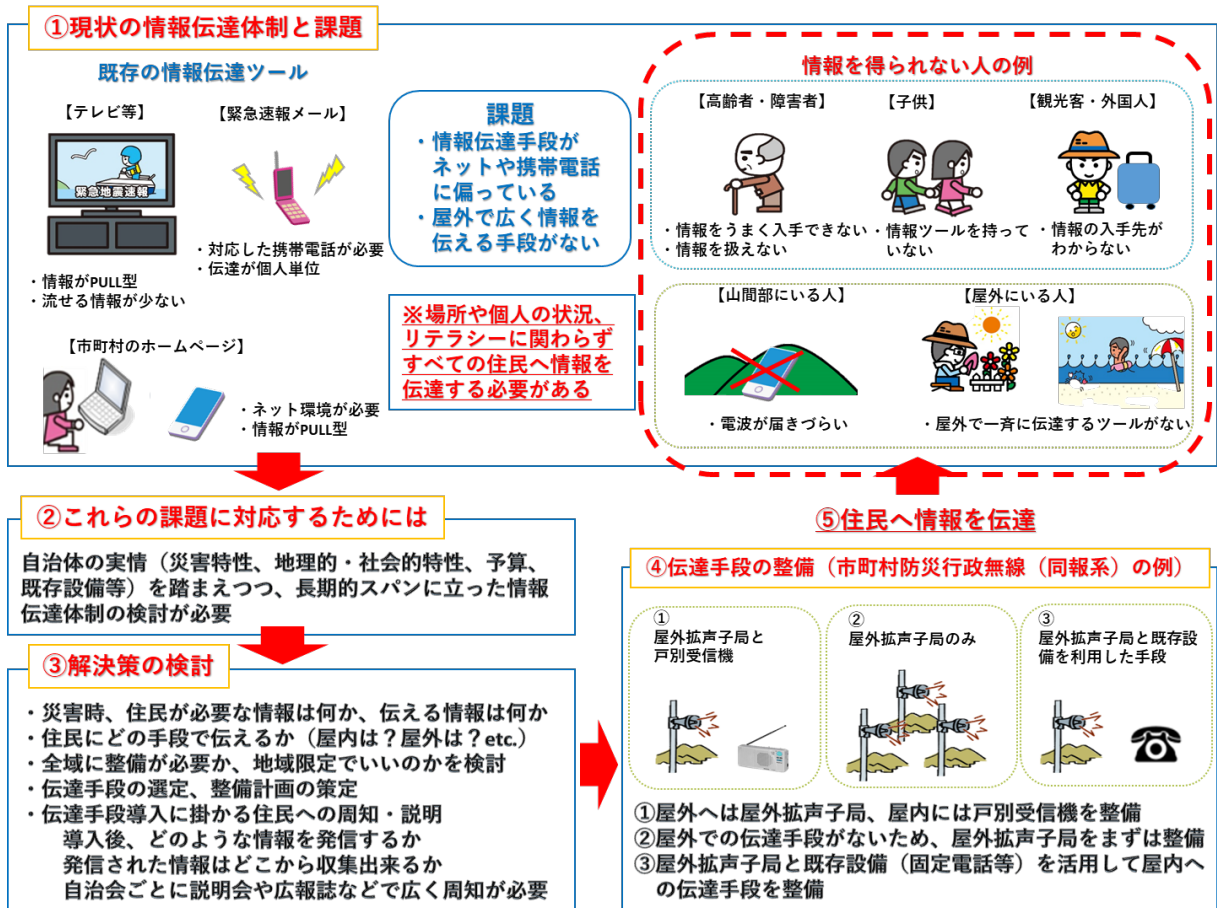 ①現状の情報伝達体制と課題
既存の情報伝達ツール
【テレビ等】
緊急地震速報
・情報がPULL型
・流せる情報が少ない
【緊急速報メール】
・対応した携帯電話が必要
・伝達が個人単位
【市町村のホームページ】
・ネット環境が必要
・情報がPULL型
課題
・情報伝達手段が
ネットや携帯電話
に偏っている
・屋外で広く情報を
伝える手段がない
※場所や個人の状況、
リテラシーに関わらず
すべての住民へ情報を
伝達する必要がある
情報を得られない人の例
【高齢者・障害者】
・情報をうまく入手できない
・情報を扱えない
【子供】
・情報ツールを持って
いない
【観光客・外国人】
・情報の入手先が
わからない
【山間部にいる人】
・電波が届きづらい
【屋外にいる人】
・屋外で一斉に伝達するツールがない
②これらの課題に対応するためには
自治体の実情（災害特性、地理的・社会的特性、予算、
既存設備等）を踏まえつつ、長期的スパンに立った情報
伝達体制の検討が必要
③解決策の検討
・災害時、住民が必要な情報は何か、伝える情報は何か
・住民にどの手段で伝えるか（屋内は？屋外は？etc.）
・全域に整備が必要か、地域限定でいいのかを検討
・伝達手段の選定、整備計画の策定
・伝達手段導入に掛かる住民への周知・説明
導入後、どのような情報を発信するか
発信された情報はどこから収集出来るか
自治会ごとに説明会や広報誌などで広く周知が必要
⑤住民へ情報を伝達
④伝達手段の整備（市町村防災行政無線（同報系）の例）
①
屋外拡声子局と
戸別受信機
②
屋外拡声子局のみ
③
屋外拡声子局と既存設
備を利用した手段
①屋外へは屋外拡声子局、屋内には戸別受信機を整備
②屋外での伝達手段がないため、屋外拡声子局をまずは整備
③屋外拡声子局と既存設備（固定電話等）を活用して屋内へ
の伝達手段を整備